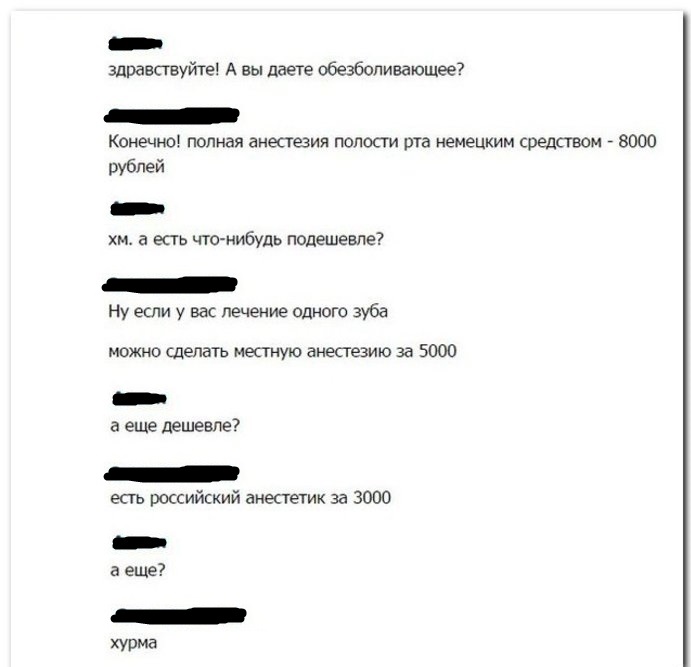 здравствуйте! А вы даете обезболивающее?
Конечно! полная анестезия полости рта немецким средством - 8000
рублей
хм. а есть что-нибудь подешевле?
Ну если у вас лечение одного зуба
можно сделать местную анестезию за 5000
а еще дешевле?
есть российский анестетик за 3000
а еще?
хурма